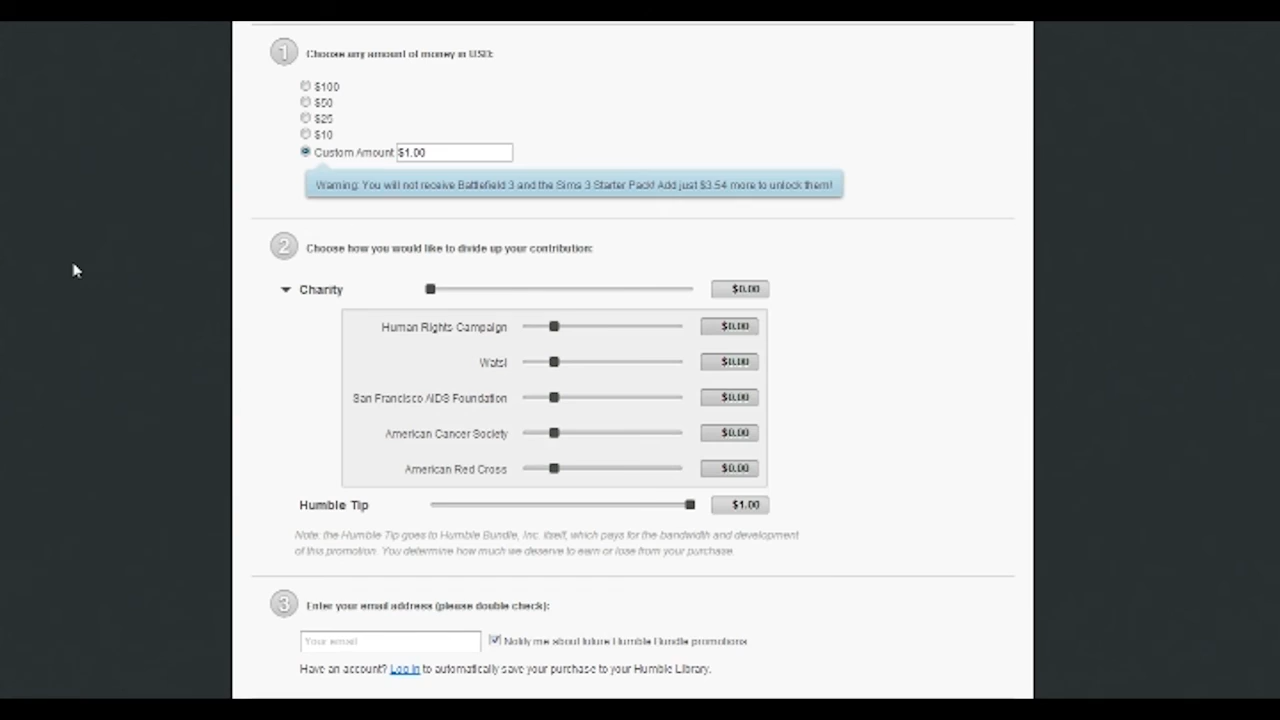 1 Choose any amount of money in USD:
$100
$50
$25
$10
Custom Amount $1.00
Warning: You will not receive Battlefield 3 and the Sims 3 Starter Pack! Add just $3.54 more to unlock them!
2 Choose how you would like to divide up your contribution:
Charity $0.00
Human Rights Campaign $0.00
Watsi $0.00
San Francisco AIDS Foundation $0.00
American Cancer Society $0.00
American Red Cross $0.00
Humble Tip $1.00
Note: the Humble Tip goes to Humble Bundle, Inc. itself, which pays for the bandwidth and development
of this promotion. You determine how much we deserve to earn or lose from your purchase.
3 Enter your email address (please double check):
Your email Notify me about future Humble Bundle promotions
Have an account? Log in to automatically save your purchase to your Humble Library.